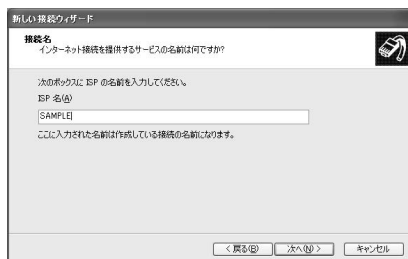 新しい接続ウィザード
接続名
インターネット接続を提供するサービスの名前は何ですか?
次のボックスに ISP の名前を入力してください。
ISP 名(A)
SAMPLE
ここに入力された名前は作成している接続の名前になります。
< 戻る(B)
次へ(N) >
キャンセル